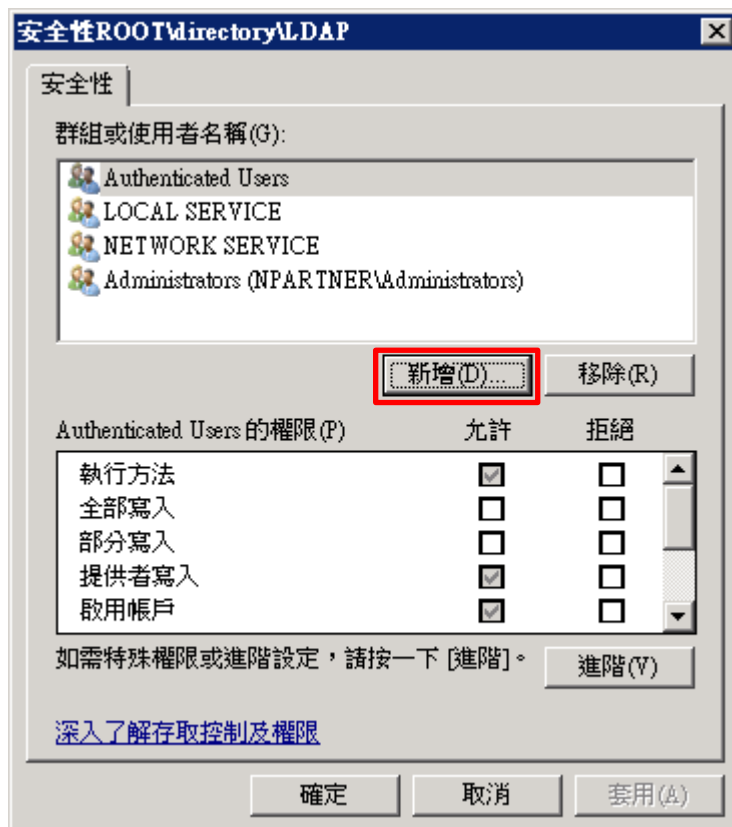 安全性ROOT\directory\LDAP
安全性
群組或使用者名稱(G):
Authenticated Users
LOCAL SERVICE
NETWORK SERVICE
Administrators (NPARTNER\Administrators)
新增(D)... 移除(R)
Authenticated Users 的權限(P) 允許 拒絕
執行方法
全部寫入
部分寫入
提供者寫入
啟用帳戶
如需特殊權限或進階設定，請按一下 [進階]。 進階(V)
深入了解存取控制及權限
確定 取消 套用(A)